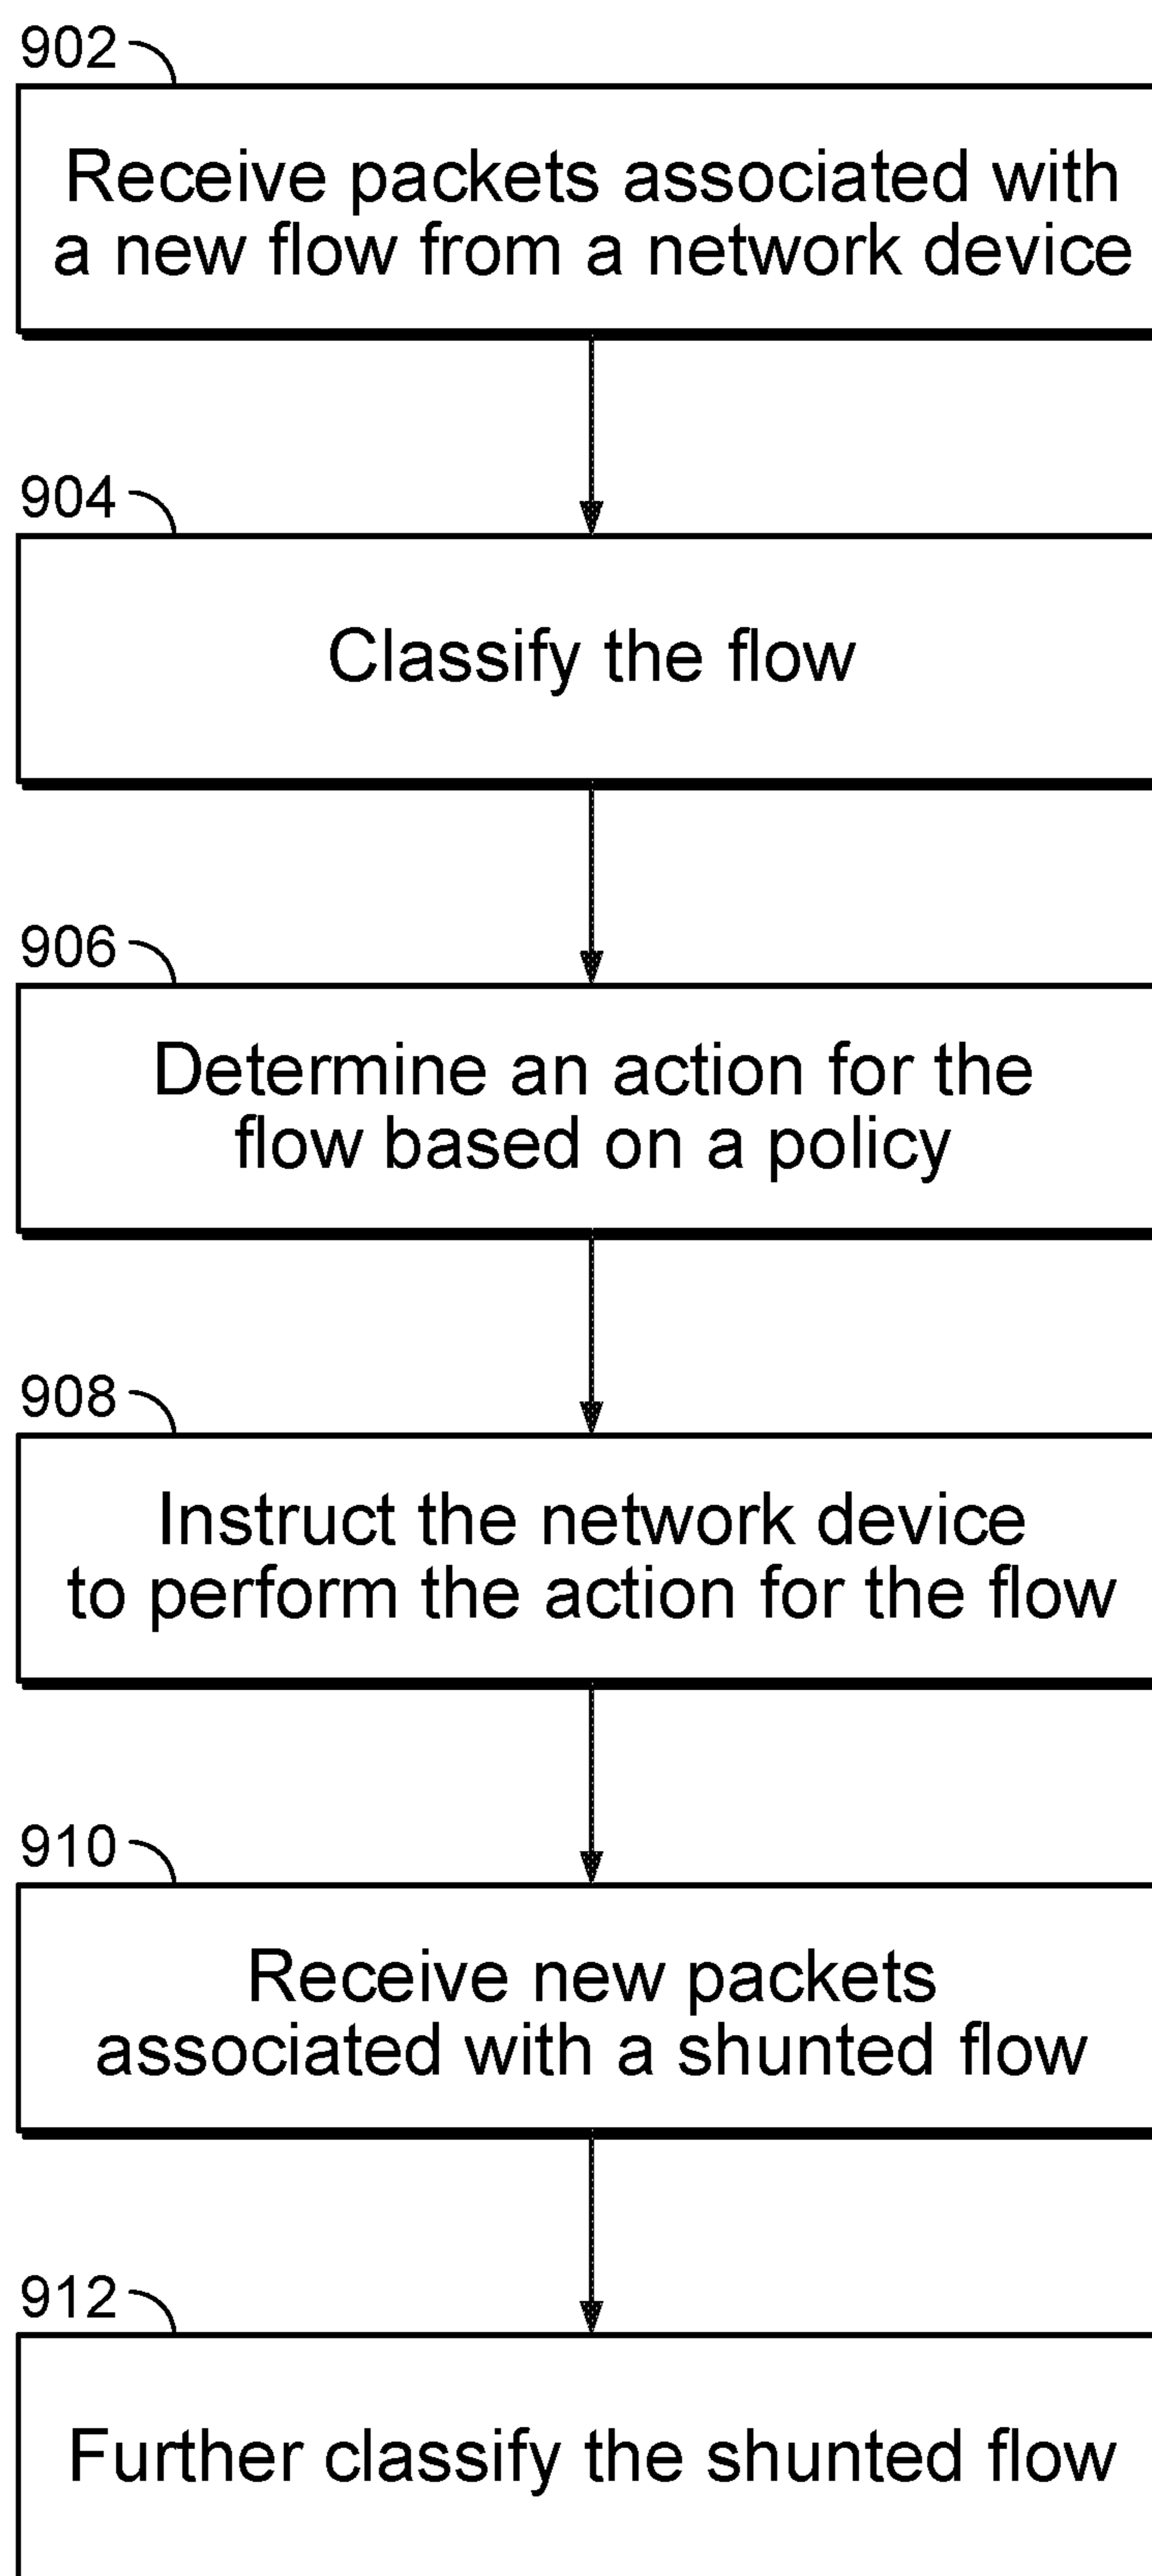 902
Receive packets associated with
a new flow from a network device
904
Classify the flow
906
Determine an action for the
flow based on a policy
908
Instruct the network device
to perform the action for the flow
910
Receive new packets
associated with a shunted flow
912
Further classify the shunted flow